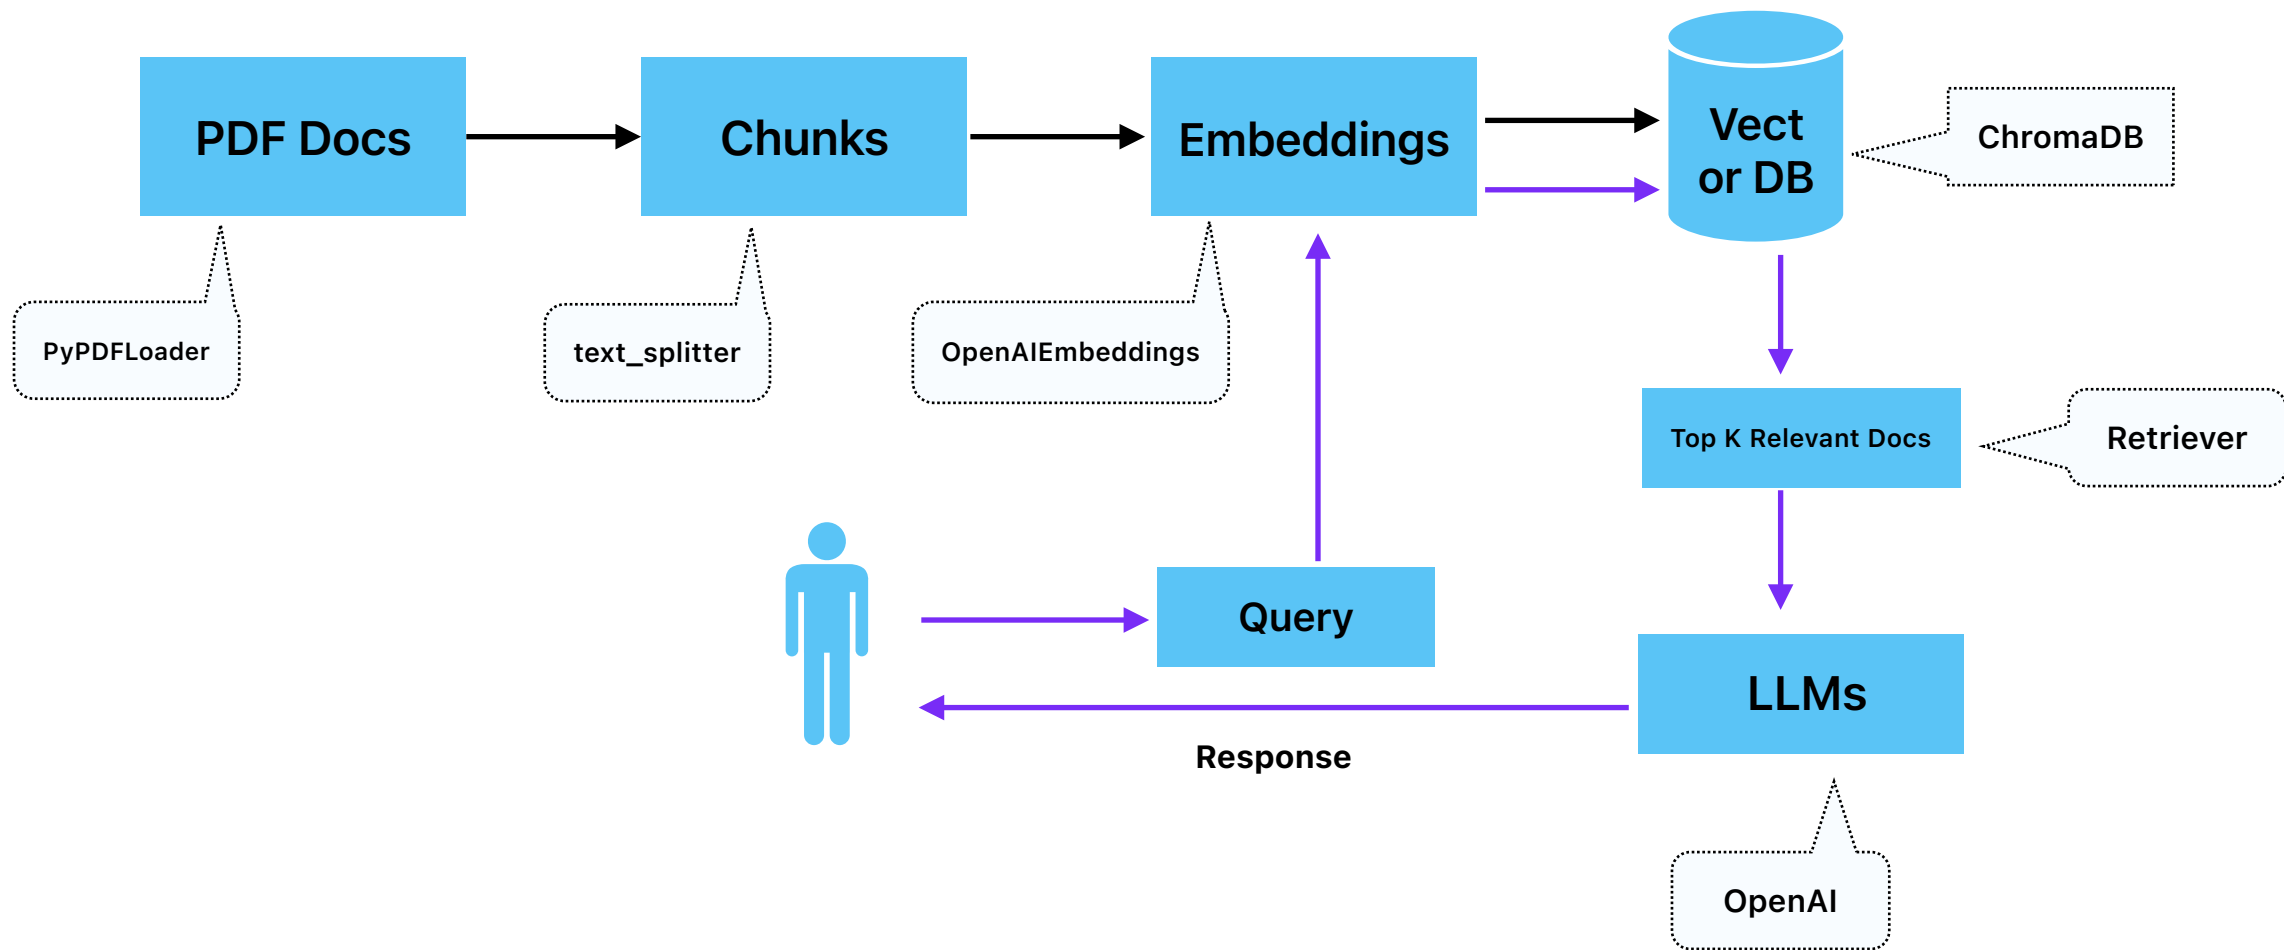 PDF Docs
Chunks
Embeddings
Vect
or DB
ChromaDB
PyPDFLoader
text_splitter
OpenAIEmbeddings
Top K Relevant Docs
Retriever
Query
LLMs
Response
OpenAI